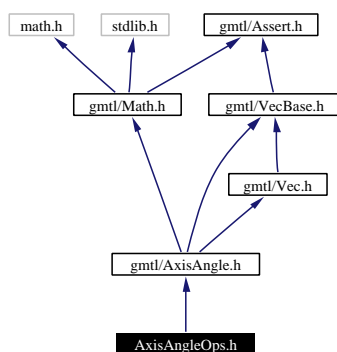 math.h
stdlib.h
gmtl/Assert.h
gmtl/Math.h
gmtl/VecBase.h
gmtl/Vec.h
gmtl/AxisAngle.h
AxisAngleOps.h